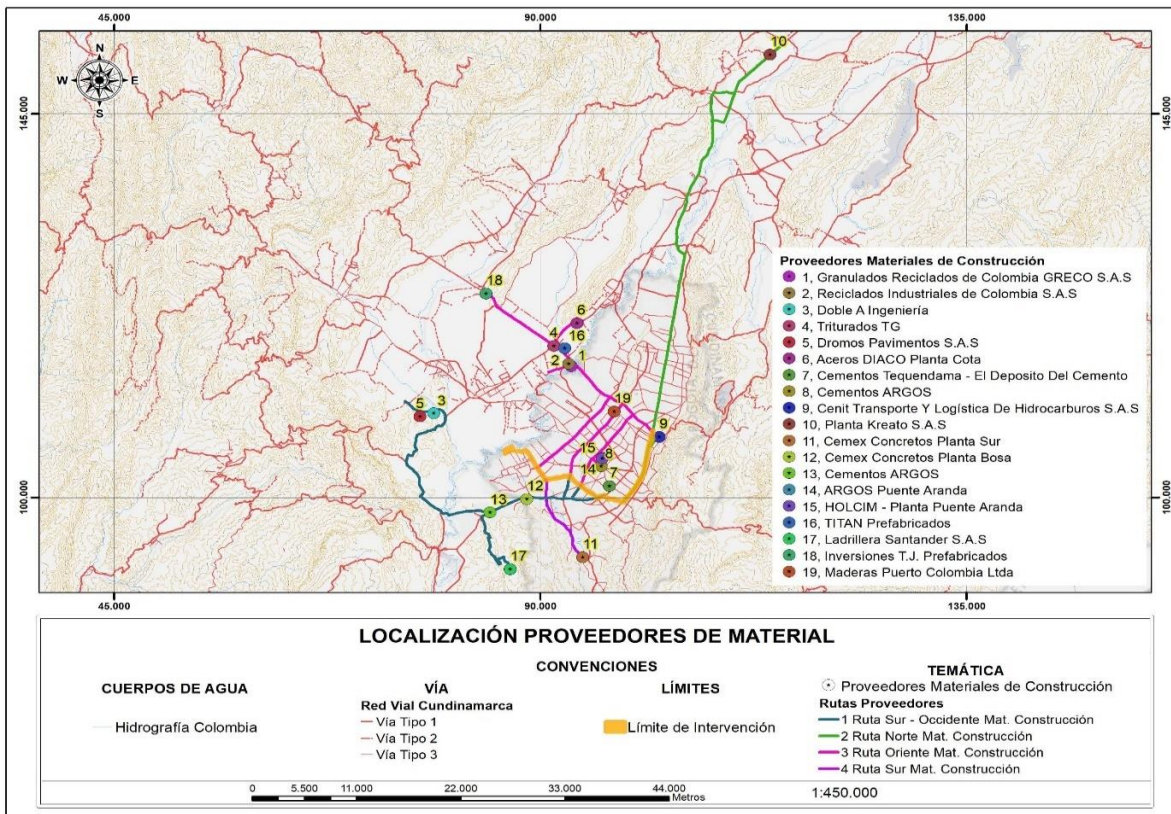 45.000 90.000 135.000
N
W E
S
145.000 145.000
100.000 100.000
10
18
6
4 16
2 1
5 3
19
9
15
8
14
7
12
13
11
17
Proveedores Materiales de Construcción
1, Granulados Reciclados de Colombia GRECO S.A.S
2, Reciclados Industriales de Colombia S.A.S
3, Doble A Ingeniería
4, Triturados TG
5, Dromos Pavimentos S.A.S
6, Aceros DIACO Planta Cota
7, Cementos Tequendama - El Deposito Del Cemento
8, Cementos ARGOS
9, Cenit Transporte Y Logística De Hidrocarburos S.A.S
10, Planta Kreato S.A.S
11, Cemex Concretos Planta Sur
12, Cemex Concretos Planta Bosa
13, Cementos ARGOS
14, ARGOS Puente Aranda
15, HOLCIM - Planta Puente Aranda
16, TITAN Prefabricados
17, Ladrillera Santander S.A.S
18, Inversiones T.J. Prefabricados
19, Maderas Puerto Colombia Ltda
45.000 90.000 135.000
LOCALIZACIÓN PROVEEDORES DE MATERIAL
CONVENCIONES
CUERPOS DE AGUA
Hidrografía Colombia
VÍA
Red Vial Cundinamarca
Vía Tipo 1
Vía Tipo 2
Vía Tipo 3
LÍMITES
Límite de Intervención
TEMÁTICA
Proveedores Materiales de Construcción
Rutas Proveedores
1 Ruta Sur - Occidente Mat. Construcción
2 Ruta Norte Mat. Construcción
3 Ruta Oriente Mat. Construcción
4 Ruta Sur Mat. Construcción
0 5.500 11.000 22.000 33.000 44.000
Metros
1:450.000